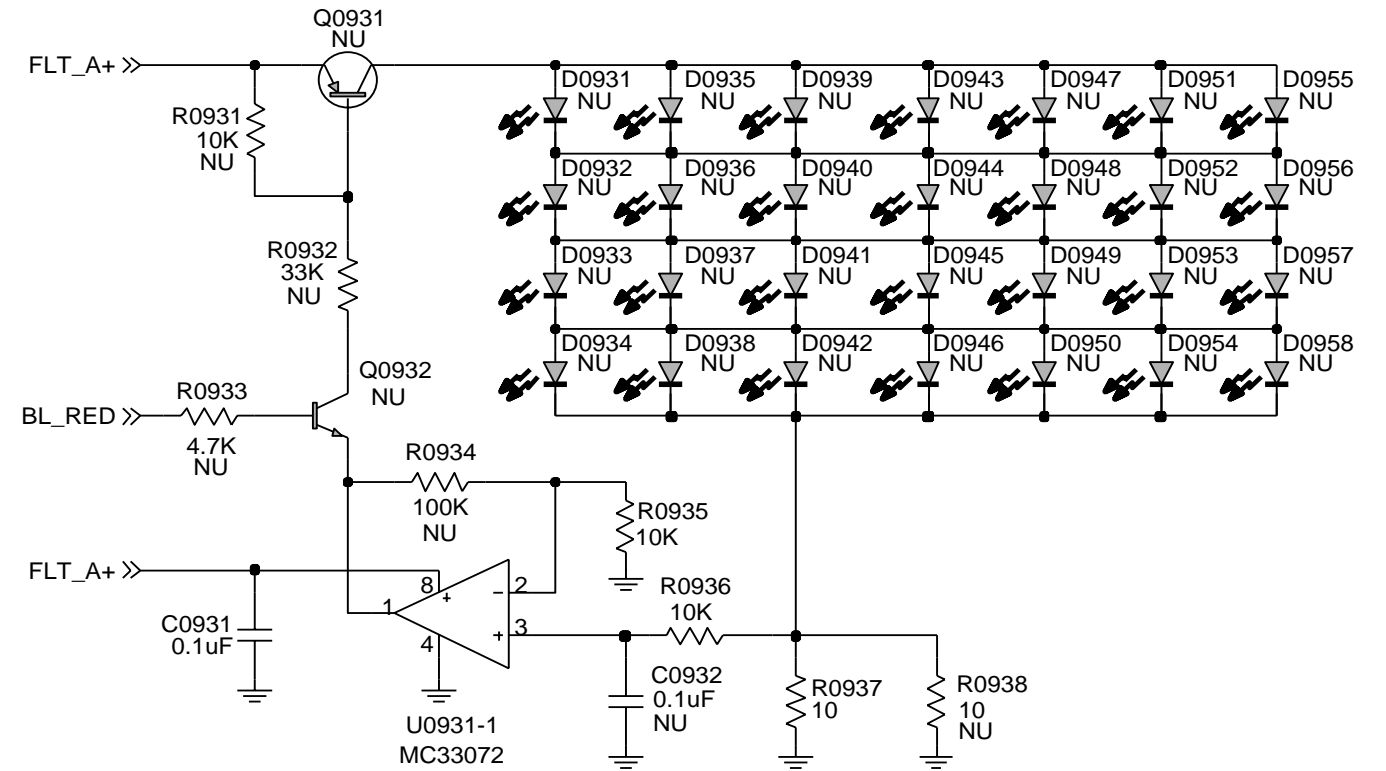 Q0931
NU
FLT_A+
R0931
10K
NU
D0931
NU
D0935
NU
D0939
NU
D0943
NU
D0947
NU
D0951
NU
D0955
NU
D0932
NU
D0936
NU
D0940
NU
D0944
NU
D0948
NU
D0952
NU
D0956
NU
D0933
NU
D0937
NU
D0941
NU
D0945
NU
D0949
NU
D0953
NU
D0957
NU
D0934
NU
D0938
NU
D0942
NU
D0946
NU
D0950
NU
D0954
NU
D0958
NU
R0932
33K
NU
Q0932
NU
BL_RED
R0933
4.7K
NU
R0934
100K
NU
R0935
10K
FLT_A+
C0931
0.1uF
8
+
1
4
−
2
+
3
U0931-1
MC33072
R0936
10K
C0932
0.1uF
NU
R0937
10
R0938
10
NU